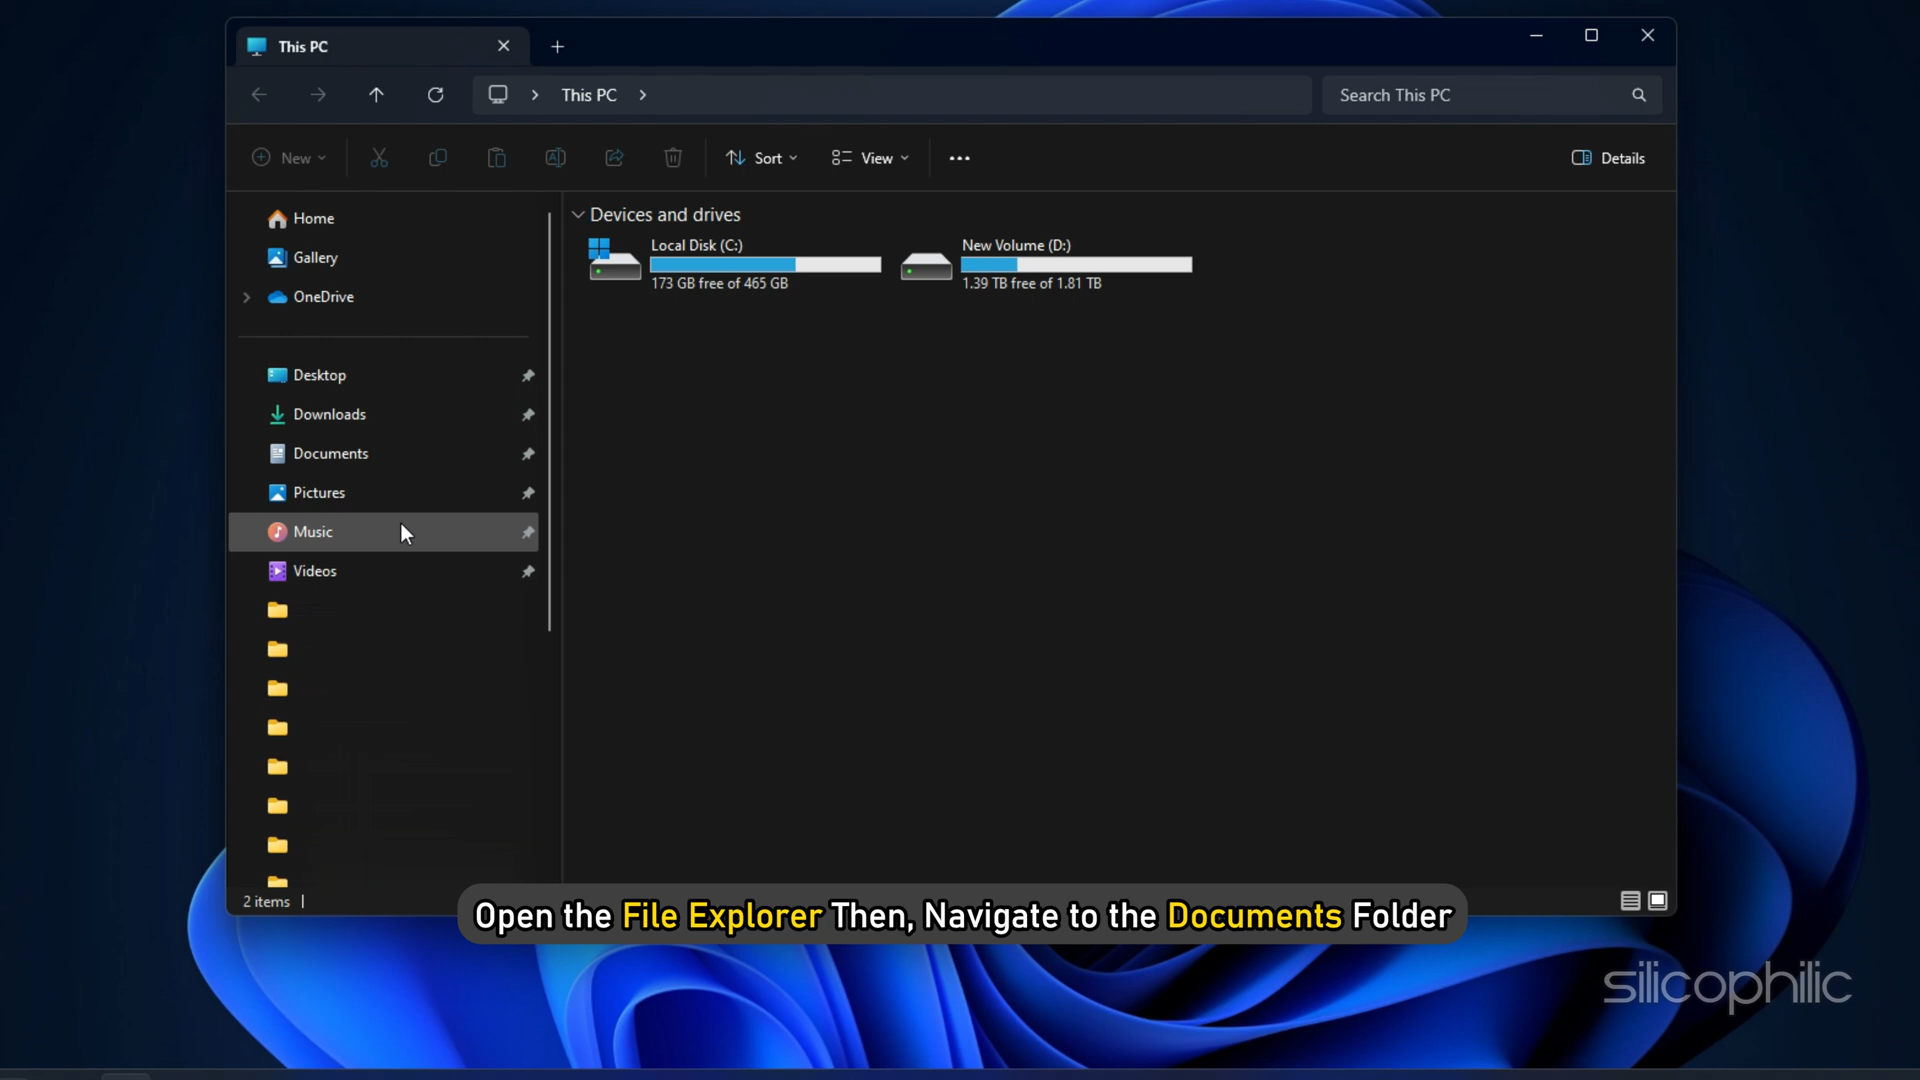 This PC
This PC
Search This PC
New
Sort
View
Details
Home
Gallery
OneDrive
Desktop
Downloads
Documents
Pictures
Music
Videos
Devices and drives
Local Disk (C:)
173 GB free of 465 GB
New Volume (D:)
1.39 TB free of 1.81 TB
2 items
Open the File Explorer Then, Navigate to the Documents Folder
silicophilic